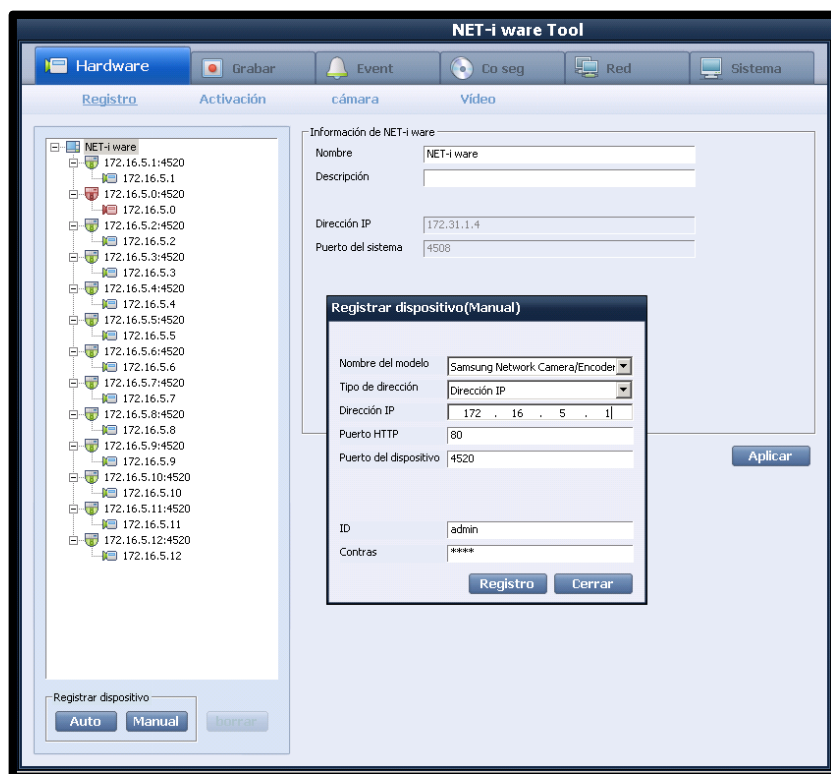 NET-i ware Tool
Hardware Grabar Event Co seg Red Sistema
Registro Activación cámara Vídeo
NET-i ware
172.16.5.1:4520
172.16.5.1
172.16.5.0:4520
172.16.5.0
172.16.5.2:4520
172.16.5.2
172.16.5.3:4520
172.16.5.3
172.16.5.4:4520
172.16.5.4
172.16.5.5:4520
172.16.5.5
172.16.5.6:4520
172.16.5.6
172.16.5.7:4520
172.16.5.7
172.16.5.8:4520
172.16.5.8
172.16.5.9:4520
172.16.5.9
172.16.5.10:4520
172.16.5.10
172.16.5.11:4520
172.16.5.11
172.16.5.12:4520
172.16.5.12
Registrar dispositivo
Auto Manual borrar
Información de NET-i ware
Nombre NET-i ware
Descripción
Dirección IP 172.31.1.4
Puerto del sistema 4508
Registrar dispositivo(Manual)
Nombre del modelo Samsung Network Camera/Encoder
Tipo de dirección Dirección IP
Dirección IP 172 . 16 . 5 . 1
Puerto HTTP 80
Puerto del dispositivo 4520
ID admin
Contras ****
Registro Cerrar
Aplicar